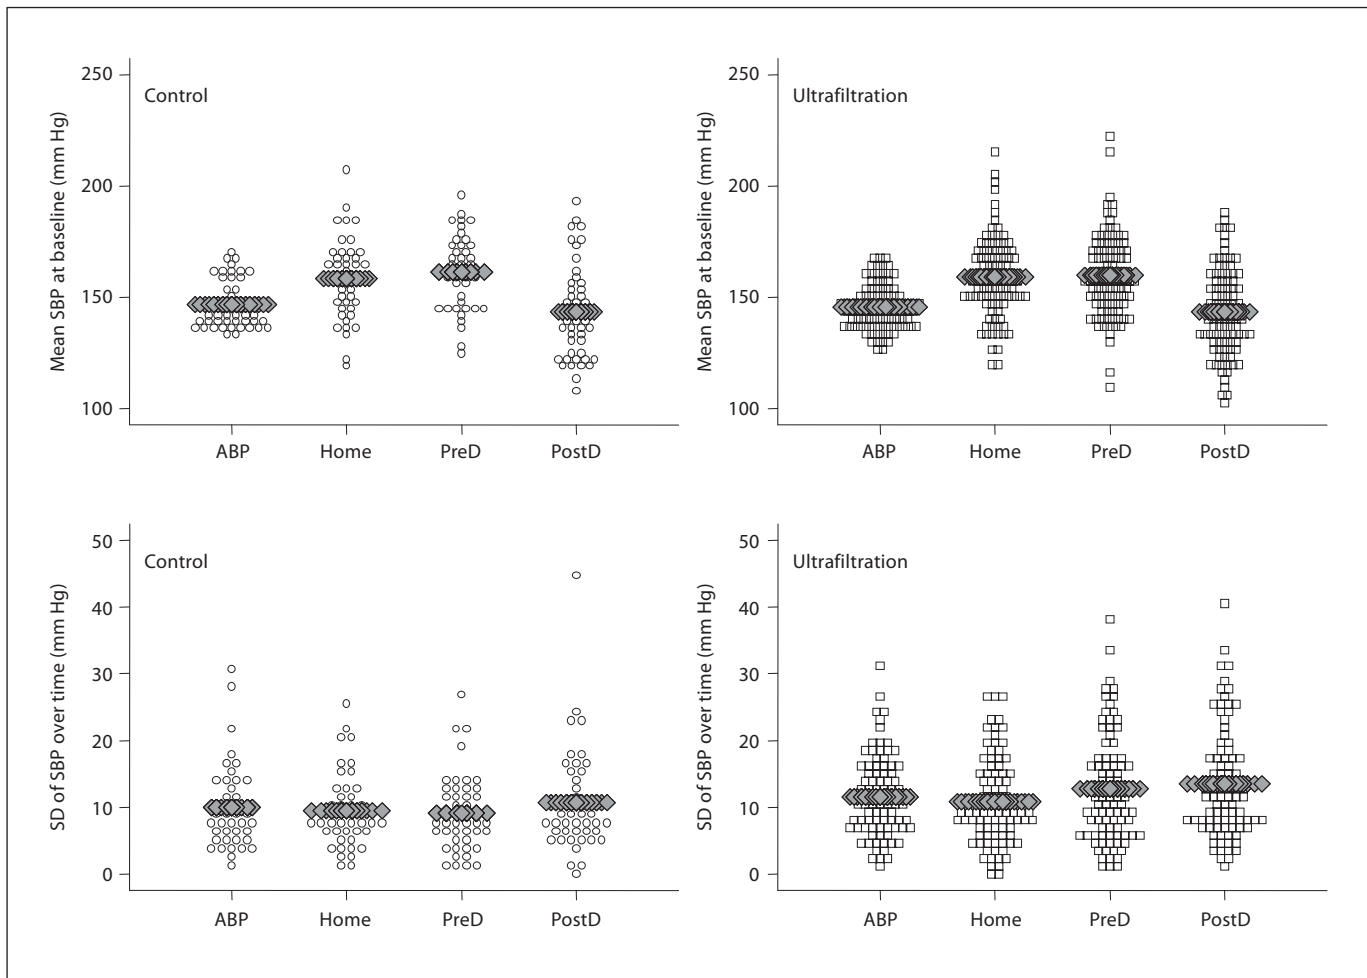 250
200
150
100
Mean SBP at baseline (mm Hg)
Control
ABP Home PreD PostD
250
200
150
100
Mean SBP at baseline (mm Hg)
Ultrafiltration
ABP Home PreD PostD
50
40
30
20
10
0
SD of SBP over time (mm Hg)
Control
ABP Home PreD PostD
50
40
30
20
10
0
SD of SBP over time (mm Hg)
Ultrafiltration
ABP Home PreD PostD